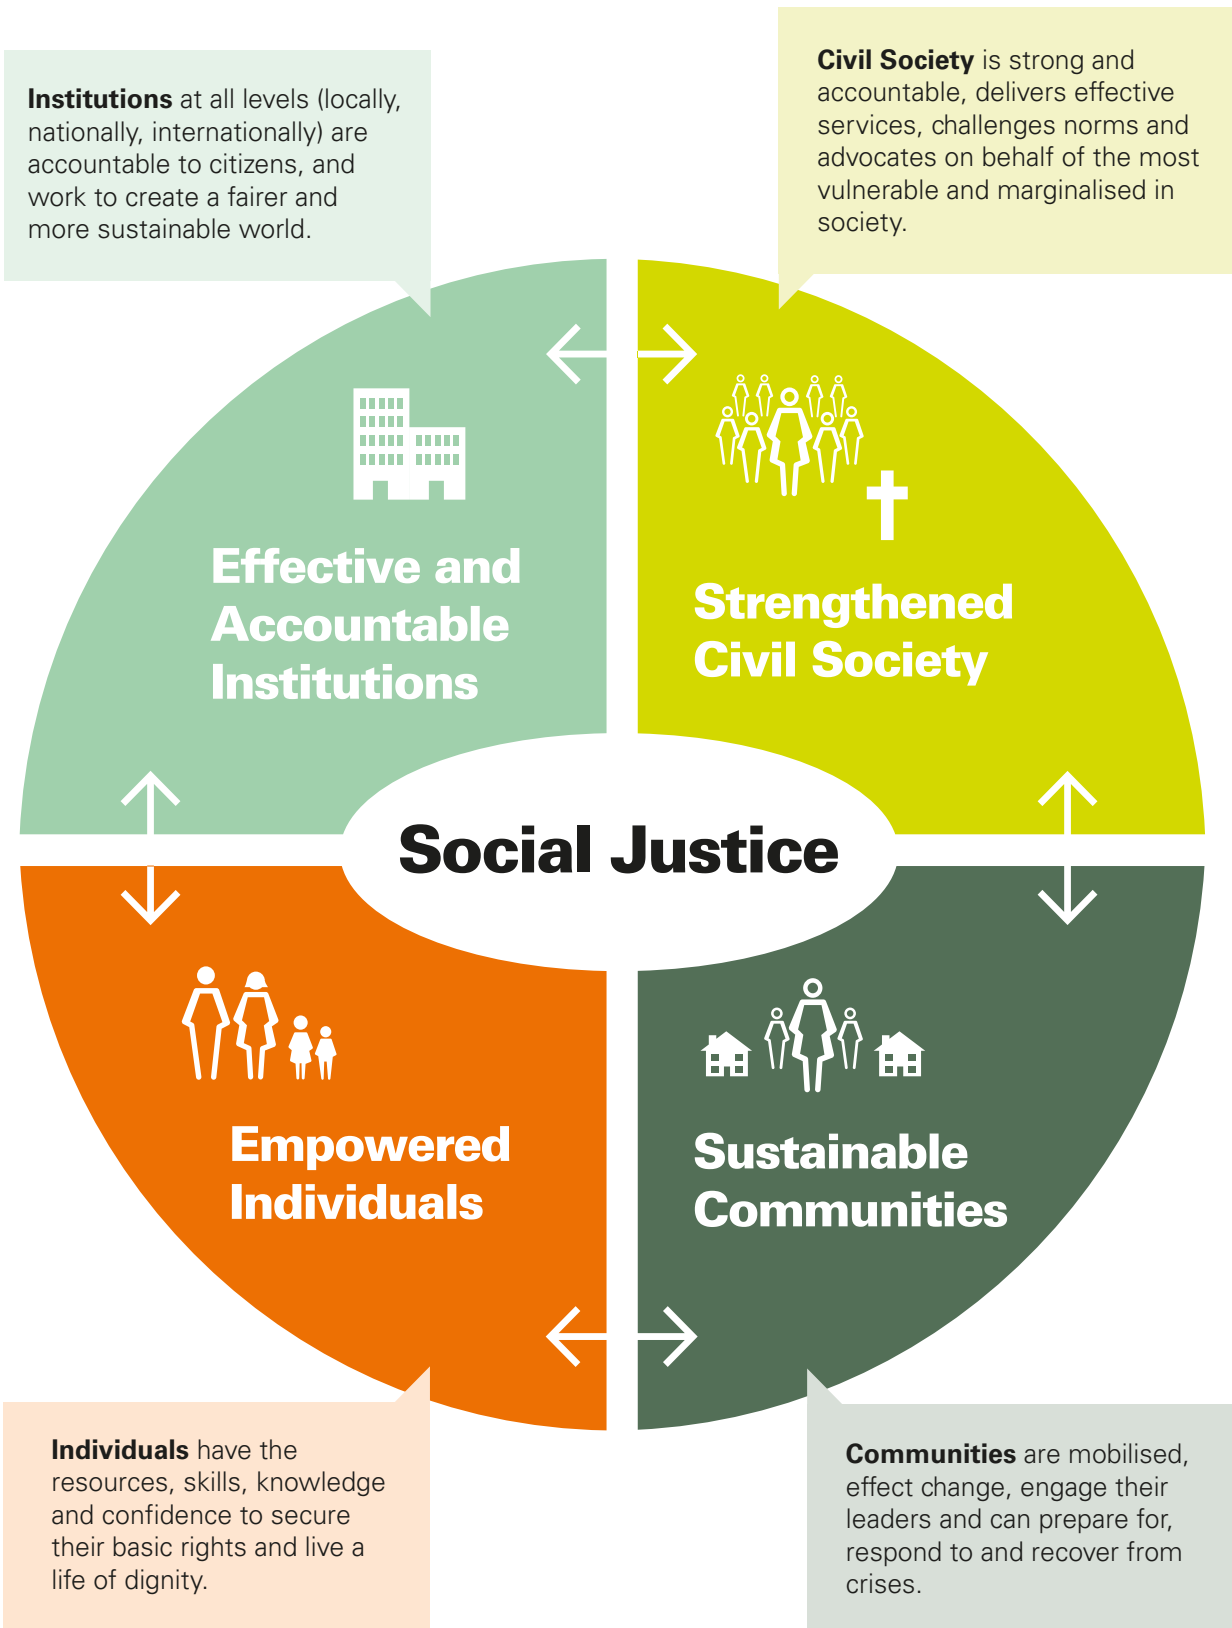 Institutions at all levels (locally,
nationally, internationally) are
accountable to citizens, and
work to create a fairer and
more sustainable world.
Civil Society is strong and
accountable, delivers effective
services, challenges norms and
advocates on behalf of the most
vulnerable and marginalised in
society.
Effective and
Accountable
Institutions
Strengthened
Civil Society
Social Justice
Empowered
Individuals
Sustainable
Communities
Individuals have the
resources, skills, knowledge
and confidence to secure
their basic rights and live a
life of dignity.
Communities are mobilised,
effect change, engage their
leaders and can prepare for,
respond to and recover from
crises.